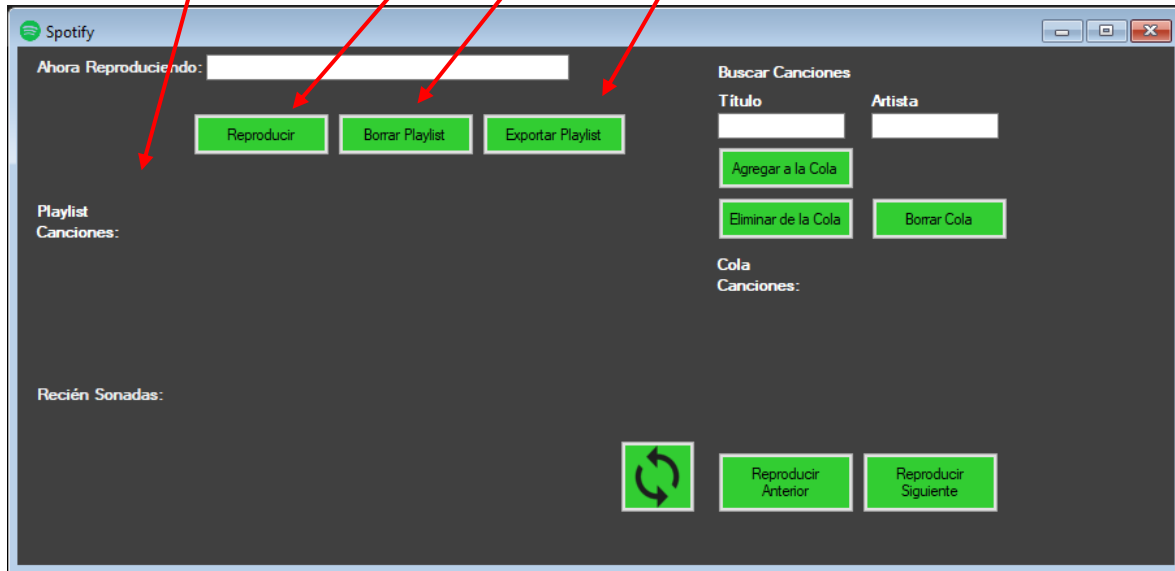 Spotify
Ahora Reproduciendo:
Reproducir
Borrar Playlist
Exportar Playlist
Playlist
Canciones:
Recién Sonadas:
Buscar Canciones
Título
Artista
Agregar a la Cola
Eliminar de la Cola
Borrar Cola
Cola
Canciones:
Reproducir
Anterior
Reproducir
Siguiente